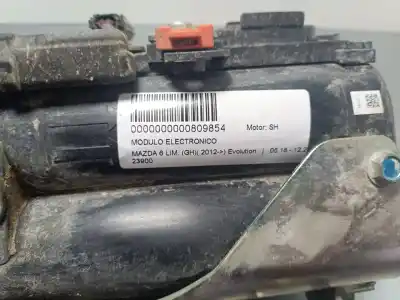 0000000000809854 Motor: SH
MODULO ELECTRONICO
MAZDA 6 LIM. (GH)( 2012->) Evolution | 06.18 - 12.2
23900